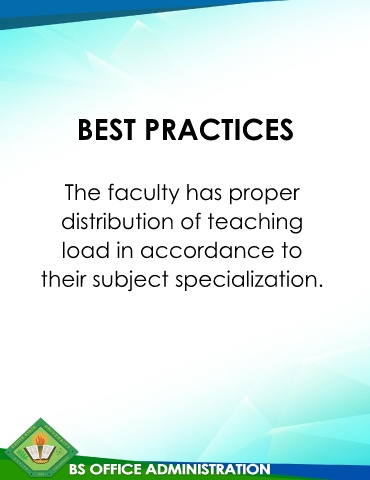 BEST PRACTICES
The faculty has proper
distribution of teaching
load in accordance to
their subject specialization.
BS OFFICE ADMINISTRATION